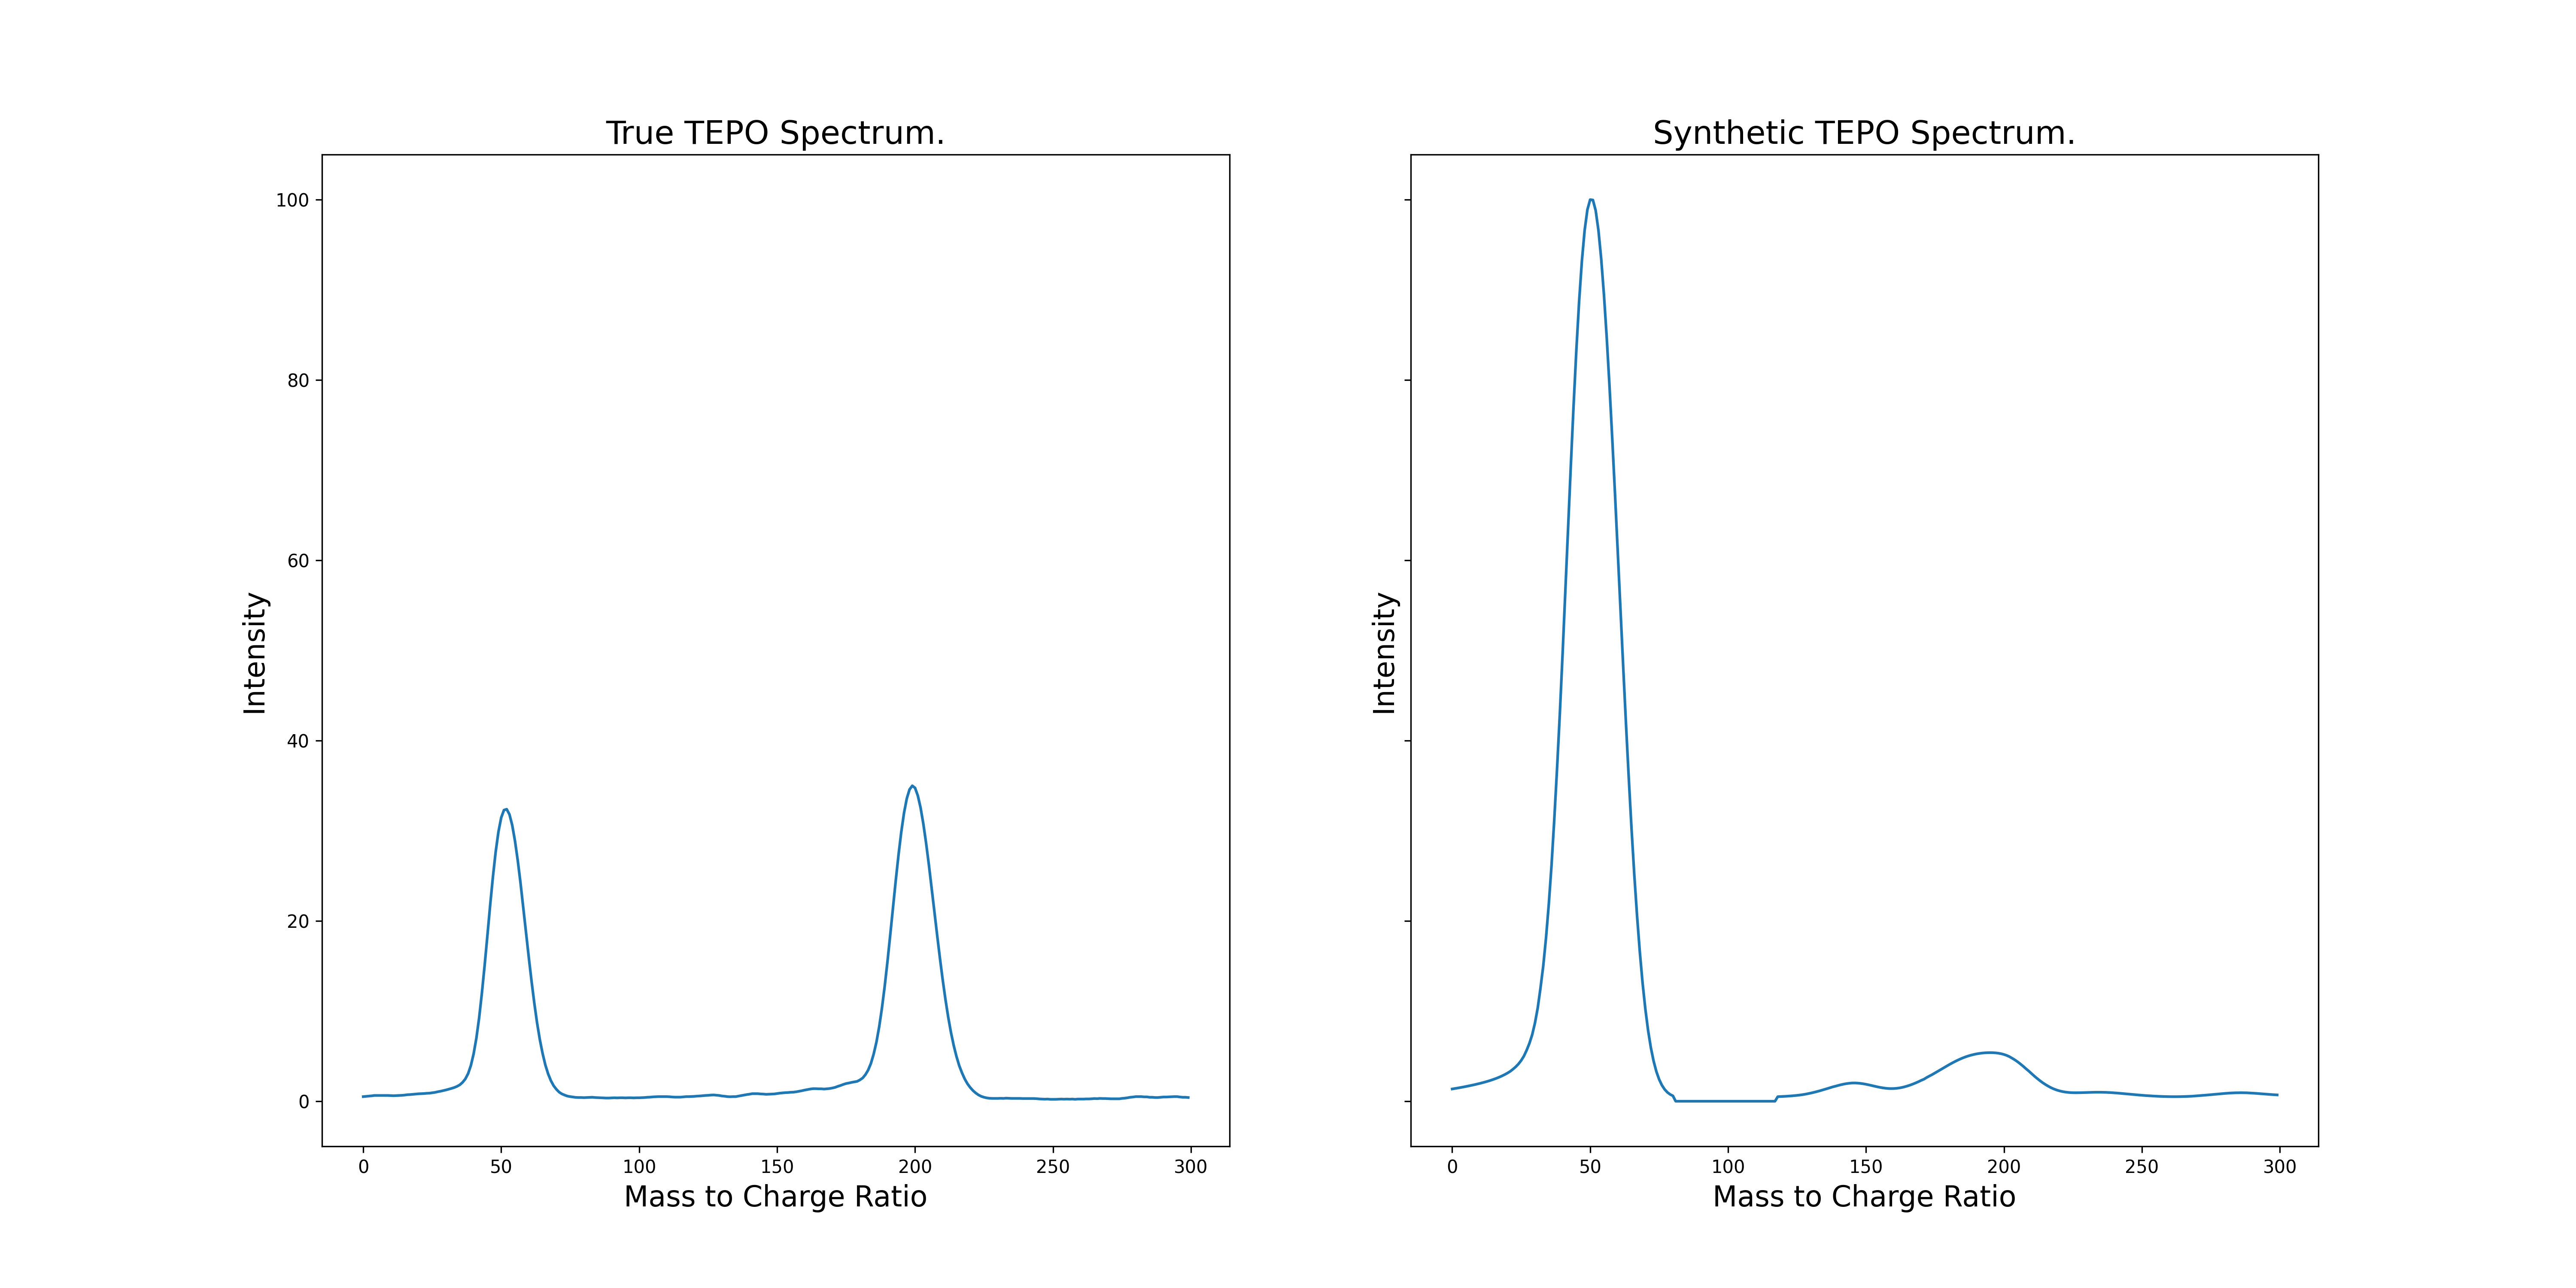 True TEPO Spectrum.
100
80
60
40
20
0
Intensity
0 50 100 150 200 250 300
Mass to Charge Ratio
Synthetic TEPO Spectrum.
Intensity
0 50 100 150 200 250 300
Mass to Charge Ratio